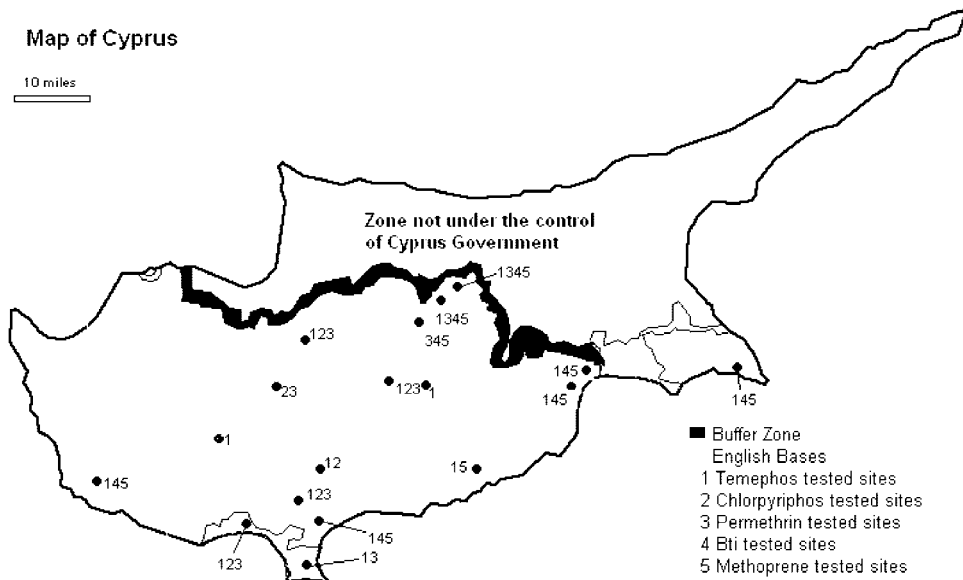 Map of Cyprus
10 miles
Zone not under the control
of Cyprus Government
1345
1345
345
123
123
1
23
145
145
145
1
12
15
145
123
145
123
13
Buffer Zone
English Bases
1 Temephos tested sites
2 Chlorpyriphos tested sites
3 Permethrin tested sites
4 Bti tested sites
5 Methoprene tested sites